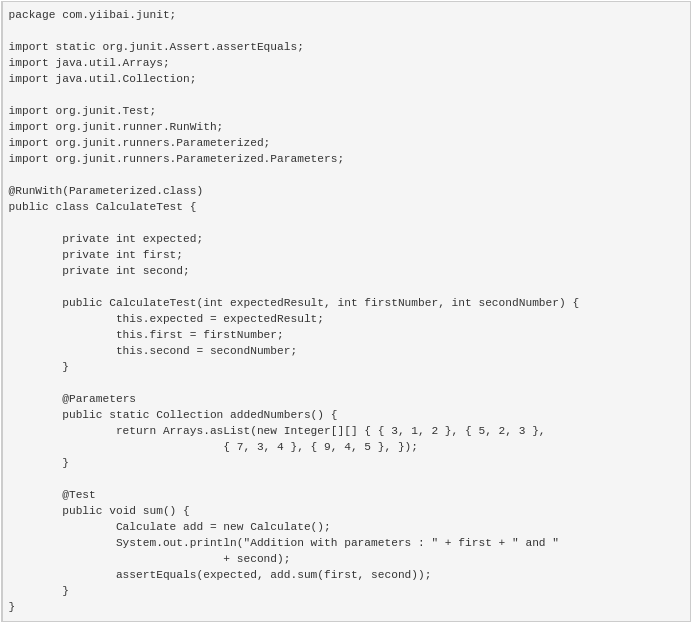 package com.yiibai.junit;
import static org.junit.Assert.assertEquals;
import java.util.Arrays;
import java.util.Collection;
import org.junit.Test;
import org.junit.runner.RunWith;
import org.junit.runners.Parameterized;
import org.junit.runners.Parameterized.Parameters;
@RunWith(Parameterized.class)
public class CalculateTest {
private int expected;
private int first;
private int second;
public CalculateTest(int expectedResult, int firstNumber, int secondNumber) {
this.expected = expectedResult;
this.first = firstNumber;
this.second = secondNumber;
}
@Parameters
public static Collection addedNumbers() {
return Arrays.asList(new Integer[][] { { 3, 1, 2 }, { 5, 2, 3 },
{ 7, 3, 4 }, { 9, 4, 5 }, });
}
@Test
public void sum() {
Calculate add = new Calculate();
System.out.println("Addition with parameters : " + first + " and "
+ second);
assertEquals(expected, add.sum(first, second));
}
}